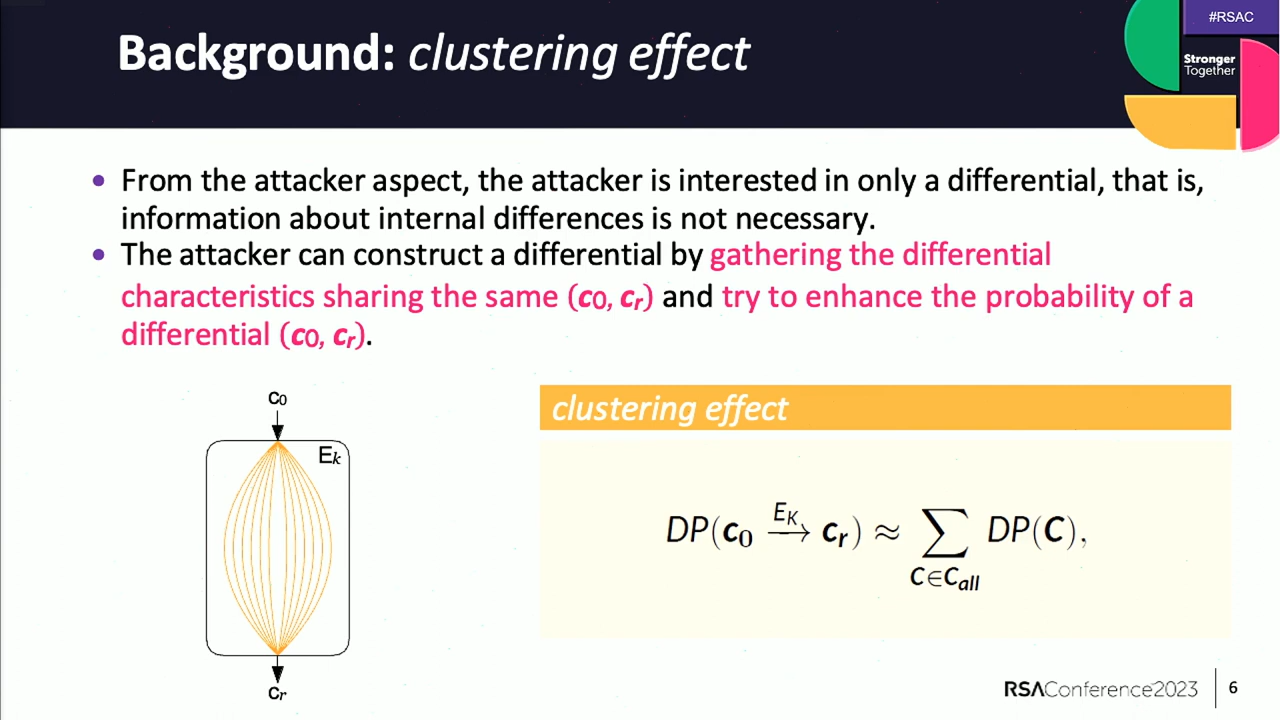 #RSAC
Stronger
Together
Background: clustering effect
• From the attacker aspect, the attacker is interested in only a differential, that is,
information about internal differences is not necessary.
• The attacker can construct a differential by gathering the differential
characteristics sharing the same (c0, cr) and try to enhance the probability of a
differential (c0, cr).
c0
Ek
cr
clustering effect
DP(c0 →^{E_K} cr) ≈ ∑_{C∈C_all} DP(C),
RSAConference2023 | 6